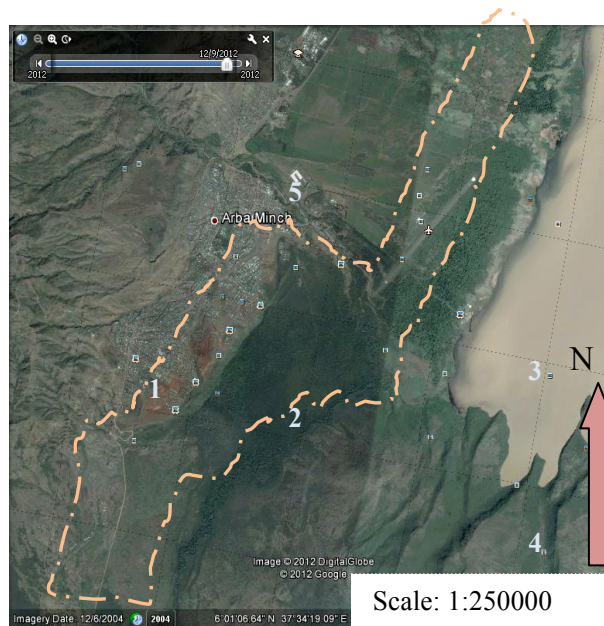 12/9/2012
2012 2012
5
Arba Minch
N
3
1
2
4
Image © 2012 DigitalGlobe
© 2012 Google
Scale: 1:250000
Imagery Date: 12/6/2004 2004 6°01'06.64" N 37°34'19.09" E